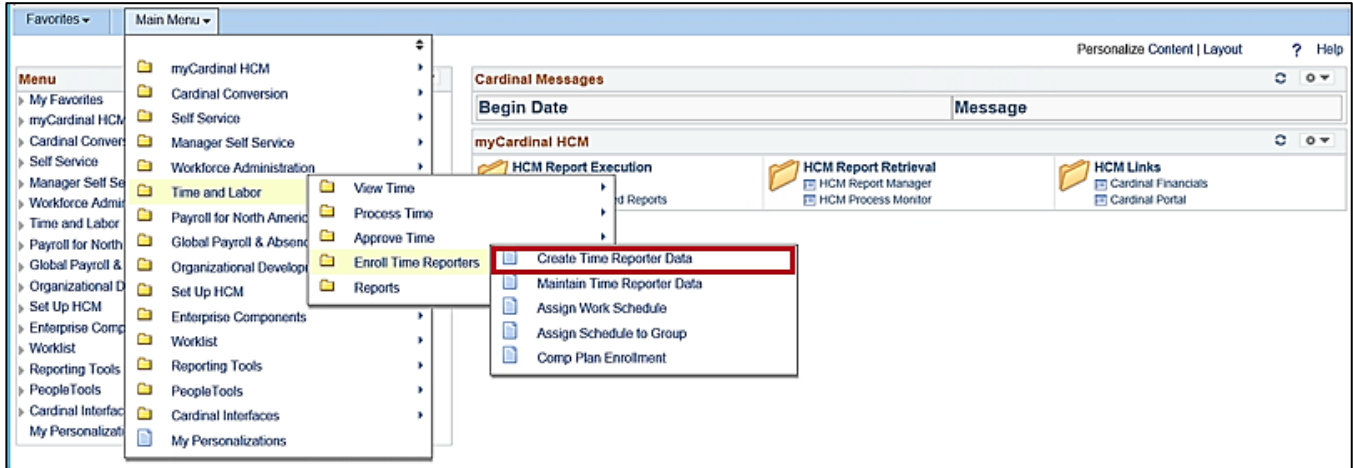 Favorites
Main Menu
Personalize Content | Layout
? Help
Menu
My Favorites
myCardinal HCM
Cardinal Conver
Self Service
Manager Self Se
Workforce Admi
Time and Labor
Payroll for North
Global Payroll &
Organizational D
Set Up HCM
Enterprise Comp
Worklist
Reporting Tools
PeopleTools
Cardinal Interfac
My Personalizati
myCardinal HCM
Cardinal Conversion
Self Service
Manager Self Service
Workforce Administration
Time and Labor
Payroll for North Americ
Global Payroll & Absenc
Organizational Develop
Set Up HCM
Enterprise Components
Worklist
Reporting Tools
PeopleTools
Cardinal Interfaces
My Personalizations
View Time
Process Time
Approve Time
Enroll Time Reporters
Reports
Create Time Reporter Data
Maintain Time Reporter Data
Assign Work Schedule
Assign Schedule to Group
Comp Plan Enrollment
Cardinal Messages
Begin Date
Message
myCardinal HCM
HCM Report Execution
d Reports
HCM Report Retrieval
HCM Report Manager
HCM Process Monitor
HCM Links
Cardinal Financials
Cardinal Portal